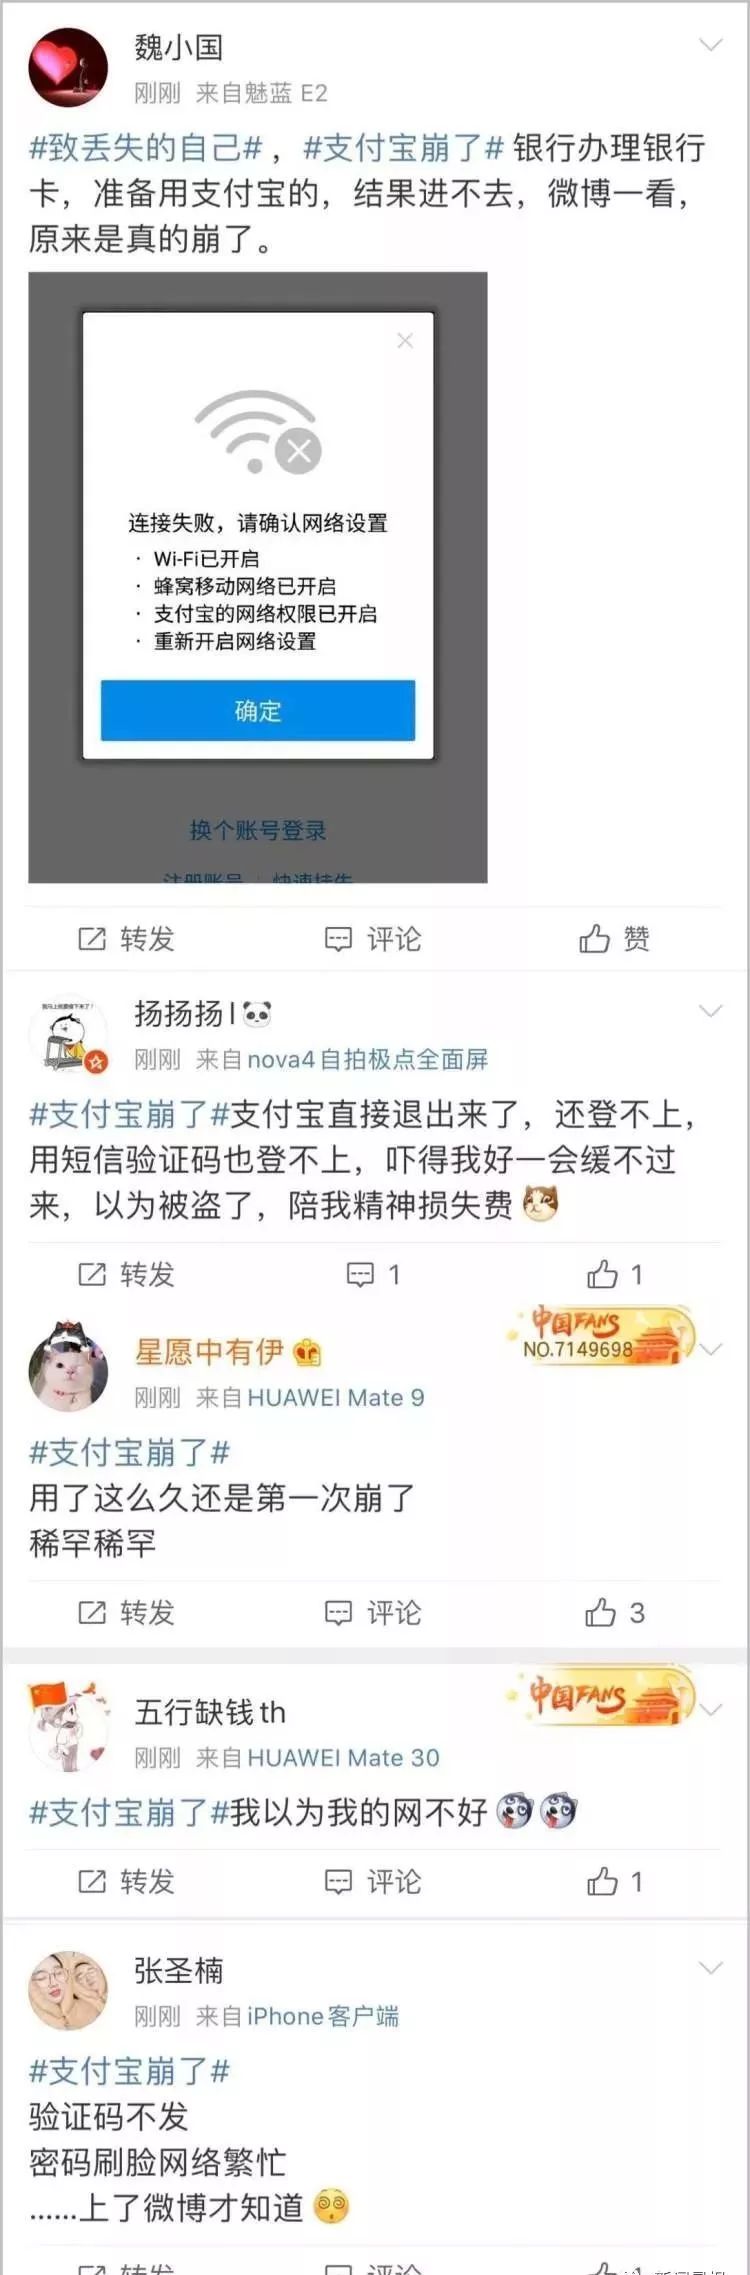 魏小国
刚刚 来自魅蓝 E2
#致丢失的自己# ，#支付宝崩了# 银行办理银行
卡，准备用支付宝的，结果进不去，微博一看，
原来是真的崩了。
连接失败，请确认网络设置
· Wi-Fi已开启
· 蜂窝移动网络已开启
· 支付宝的网络权限已开启
· 重新开启网络设置
确定
换个账号登录
注册账号 快速挂失
转发 评论 赞
扬扬扬l
刚刚 来自nova4自拍极点全面屏
#支付宝崩了#支付宝直接退出来了，还登不上，
用短信验证码也登不上，吓得我好一会缓不过
来，以为被盗了，陪我精神损失费
转发 1 1
星愿中有伊
中国FANS
NO.7149698
刚刚 来自HUAWEI Mate 9
#支付宝崩了#
用了这么久还是第一次崩了
稀罕稀罕
转发 评论 3
五行缺钱th
中国FANS
刚刚 来自HUAWEI Mate 30
#支付宝崩了#我以为我的网不好
转发 评论 1
张圣楠
刚刚 来自iPhone客户端
#支付宝崩了#
验证码不发
密码刷脸网络繁忙
......上了微博才知道
转发 评论 1